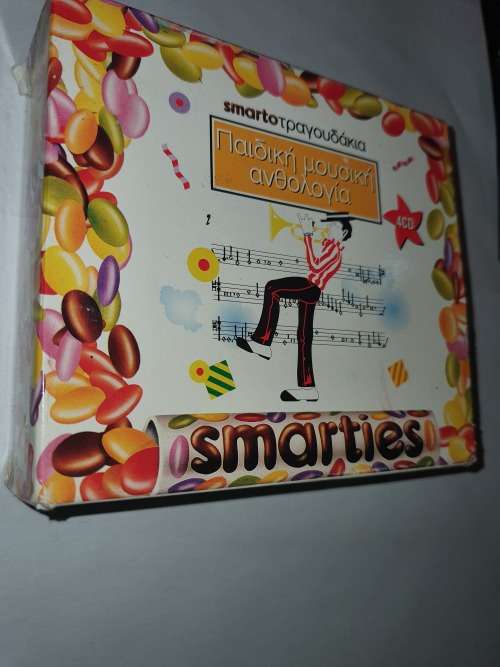 smartoτραγουδάκια
Παιδική μουσική
ανθολογία
4CD
smarties